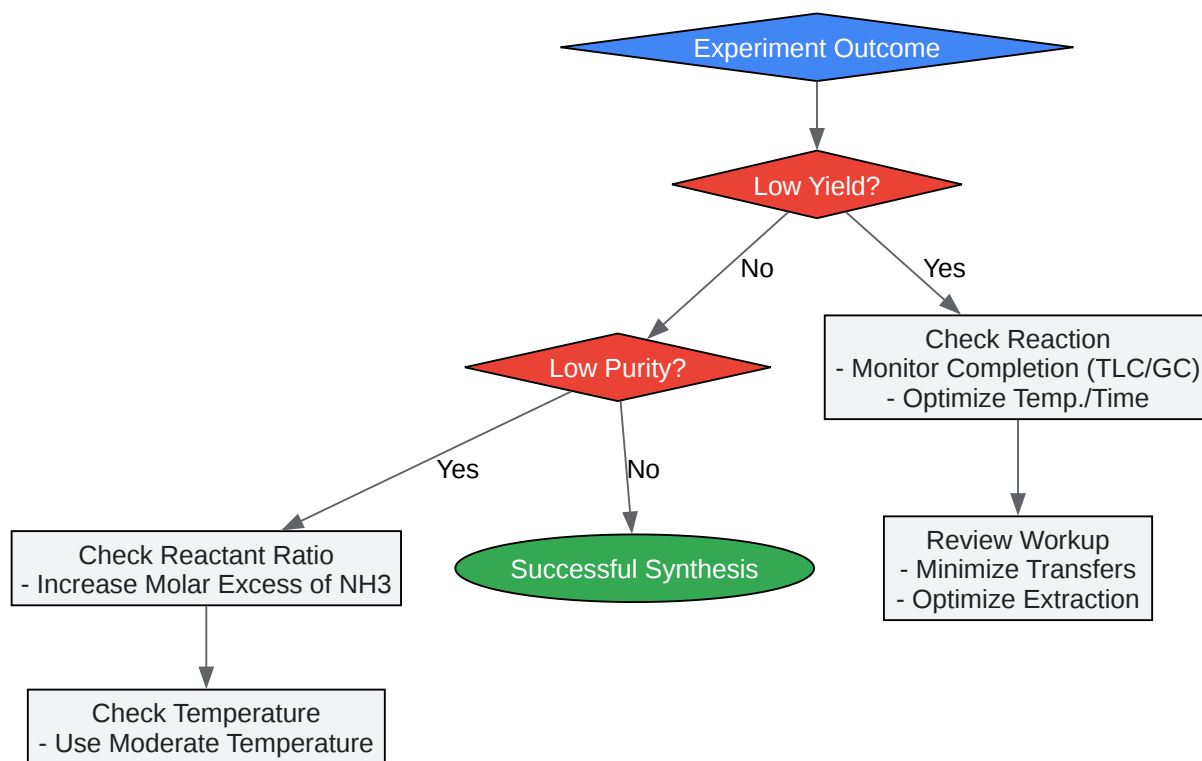 Experiment Outcome
Low Yield?
No
Yes
Check Reaction
- Monitor Completion (TLC/GC)
- Optimize Temp./Time
Low Purity?
Yes
No
Check Reactant Ratio
- Increase Molar Excess of NH3
Successful Synthesis
Review Workup
- Minimize Transfers
- Optimize Extraction
Check Temperature
- Use Moderate Temperature